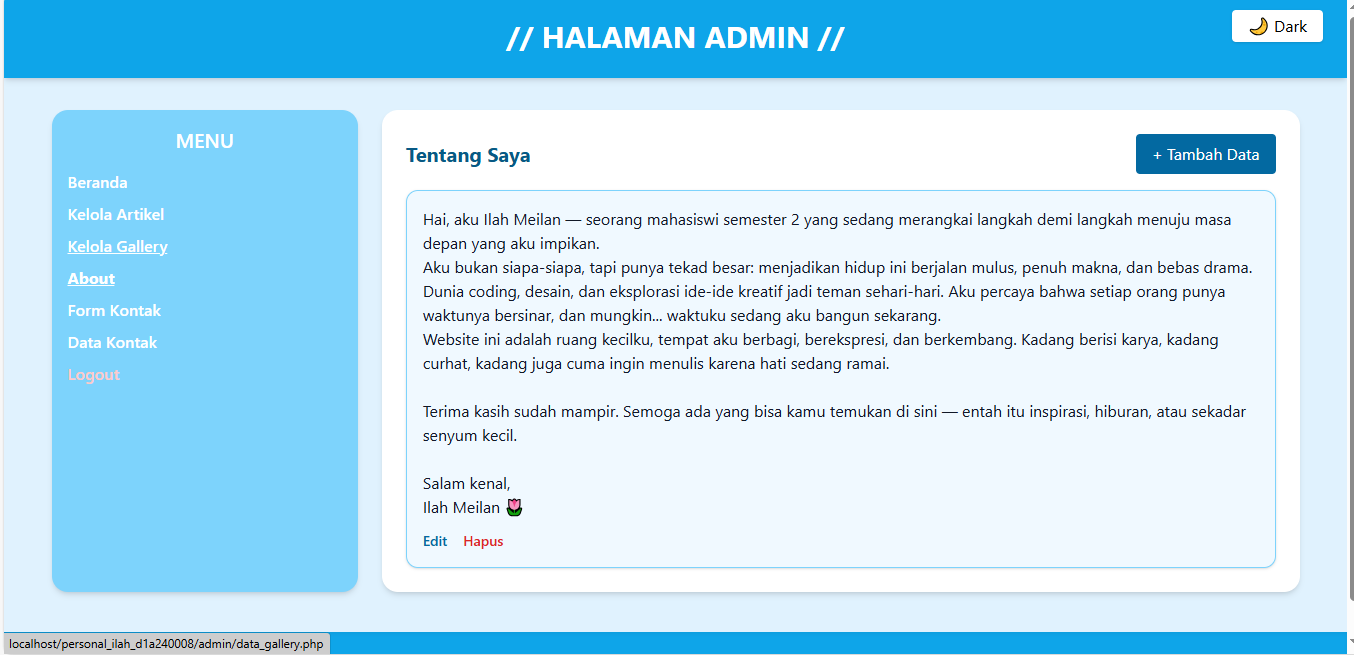 // HALAMAN ADMIN //
🌙 Dark
MENU
Beranda
Kelola Artikel
Kelola Gallery
About
Form Kontak
Data Kontak
Logout
Tentang Saya
+ Tambah Data
Hai, aku Ilah Meilan — seorang mahasiswi semester 2 yang sedang merangkai langkah demi langkah menuju masa
depan yang aku impikan.
Aku bukan siapa-siapa, tapi punya tekad besar: menjadikan hidup ini berjalan mulus, penuh makna, dan bebas drama.
Dunia coding, desain, dan eksplorasi ide-ide kreatif jadi teman sehari-hari. Aku percaya bahwa setiap orang punya
waktunya bersinar, dan mungkin... waktuku sedang aku bangun sekarang.
Website ini adalah ruang kecilku, tempat aku berbagi, berekspresi, dan berkembang. Kadang berisi karya, kadang
curhat, kadang juga cuma ingin menulis karena hati sedang ramai.
Terima kasih sudah mampir. Semoga ada yang bisa kamu temukan di sini — entah itu inspirasi, hiburan, atau sekadar
senyum kecil.
Salam kenal,
Ilah Meilan 🌷
Edit Hapus
localhost/personal_ilah_d1a240008/admin/data_gallery.php